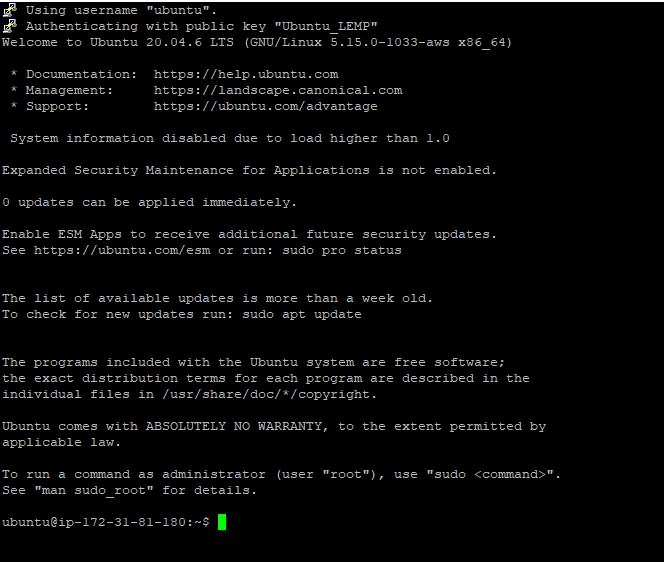 Using username "ubuntu".
Authenticating with public key "Ubuntu_LEMP"
Welcome to Ubuntu 20.04.6 LTS (GNU/Linux 5.15.0-1033-aws x86_64)
* Documentation:  https://help.ubuntu.com
* Management:     https://landscape.canonical.com
* Support:        https://ubuntu.com/advantage
System information disabled due to load higher than 1.0
Expanded Security Maintenance for Applications is not enabled.
0 updates can be applied immediately.
Enable ESM Apps to receive additional future security updates.
See https://ubuntu.com/esm or run: sudo pro status
The list of available updates is more than a week old.
To check for new updates run: sudo apt update
The programs included with the Ubuntu system are free software;
the exact distribution terms for each program are described in the
individual files in /usr/share/doc/*/copyright.
Ubuntu comes with ABSOLUTELY NO WARRANTY, to the extent permitted by
applicable law.
To run a command as administrator (user "root"), use "sudo <command>".
See "man sudo_root" for details.
ubuntu@ip-172-31-81-180:~$